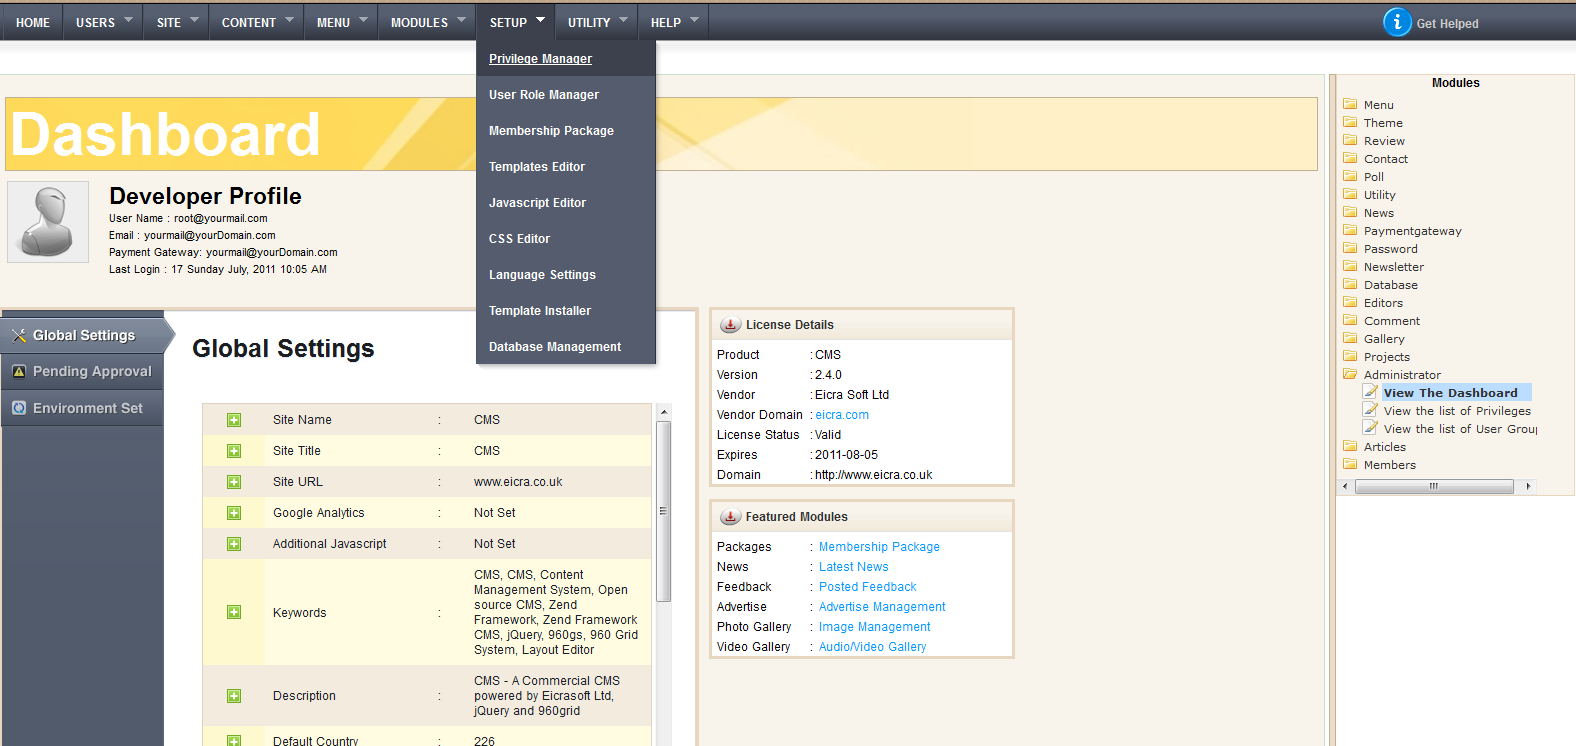 HOME USERS SITE CONTENT MENU MODULES SETUP UTILITY HELP Get Helped
Privilege Manager
User Role Manager
Membership Package
Templates Editor
Javascript Editor
CSS Editor
Language Settings
Template Installer
Database Management
Dashboard
Developer Profile
User Name : root@yourmail.com
Email : yourmail@yourDomain.com
Payment Gateway: yourmail@yourDomain.com
Last Login : 17 Sunday July, 2011 10:05 AM
Global Settings
Pending Approval
Environment Set
Global Settings
Site Name : CMS
Site Title : CMS
Site URL : www.eicra.co.uk
Google Analytics : Not Set
Additional Javascript : Not Set
Keywords :
CMS, CMS, Content
Management System, Open
source CMS, Zend
Framework, Zend Framework
CMS, jQuery, 960gs, 960 Grid
System, Layout Editor
Description :
CMS - A Commercial CMS
powered by Eicrasoft Ltd,
jQuery and 960grid
Default Country : 226
License Details
Product : CMS
Version : 2.4.0
Vendor : Eicra Soft Ltd
Vendor Domain : eicra.com
License Status : Valid
Expires : 2011-08-05
Domain : http://www.eicra.co.uk
Featured Modules
Packages : Membership Package
News : Latest News
Feedback : Posted Feedback
Advertise : Advertise Management
Photo Gallery : Image Management
Video Gallery : Audio/Video Gallery
Modules
Menu
Theme
Review
Contact
Poll
Utility
News
Paymentgateway
Password
Newsletter
Database
Editors
Comment
Gallery
Projects
Administrator
View The Dashboard
View the list of Privileges
View the list of User Grou
Articles
Members